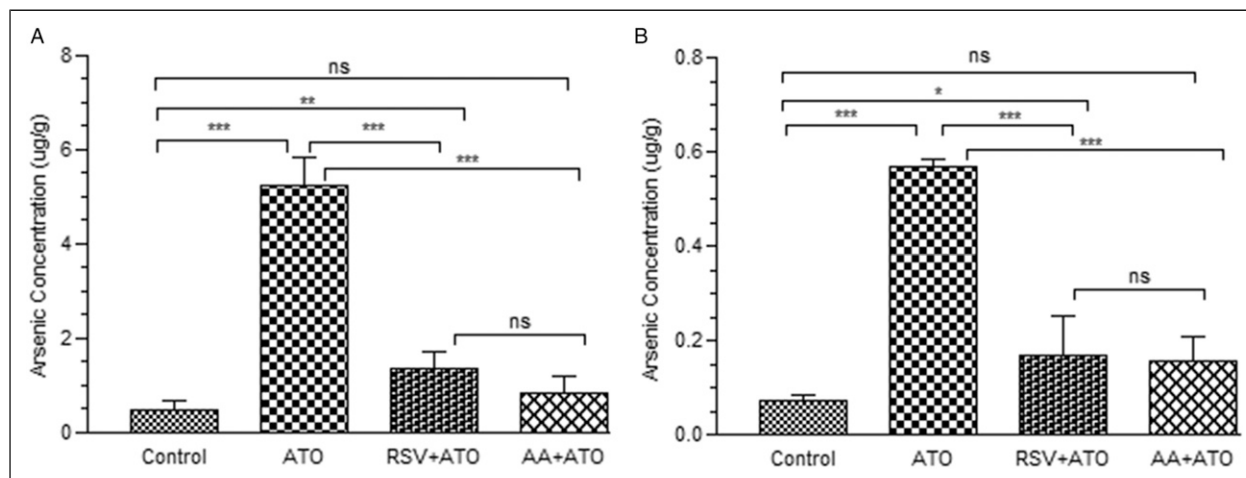 A
Arsenic Concentration (ug/g)
8
6
4
2
0
ns
**
***
***
***
ns
Control ATO RSV+ATO AA+ATO
B
Arsenic Concentration (ug/g)
0.8
0.6
0.4
0.2
0.0
ns
*
***
***
***
ns
Control ATO RSV+ATO AA+ATO